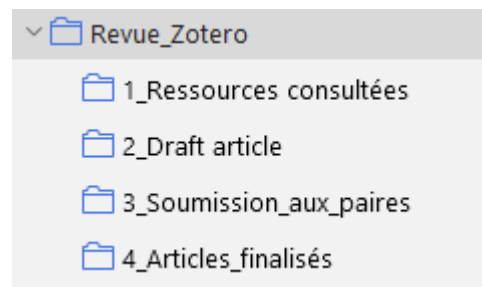 Revue_Zotero
1_Ressources consultées
2_Draft article
3_Soumission_aux_paires
4_Articles_finalisés